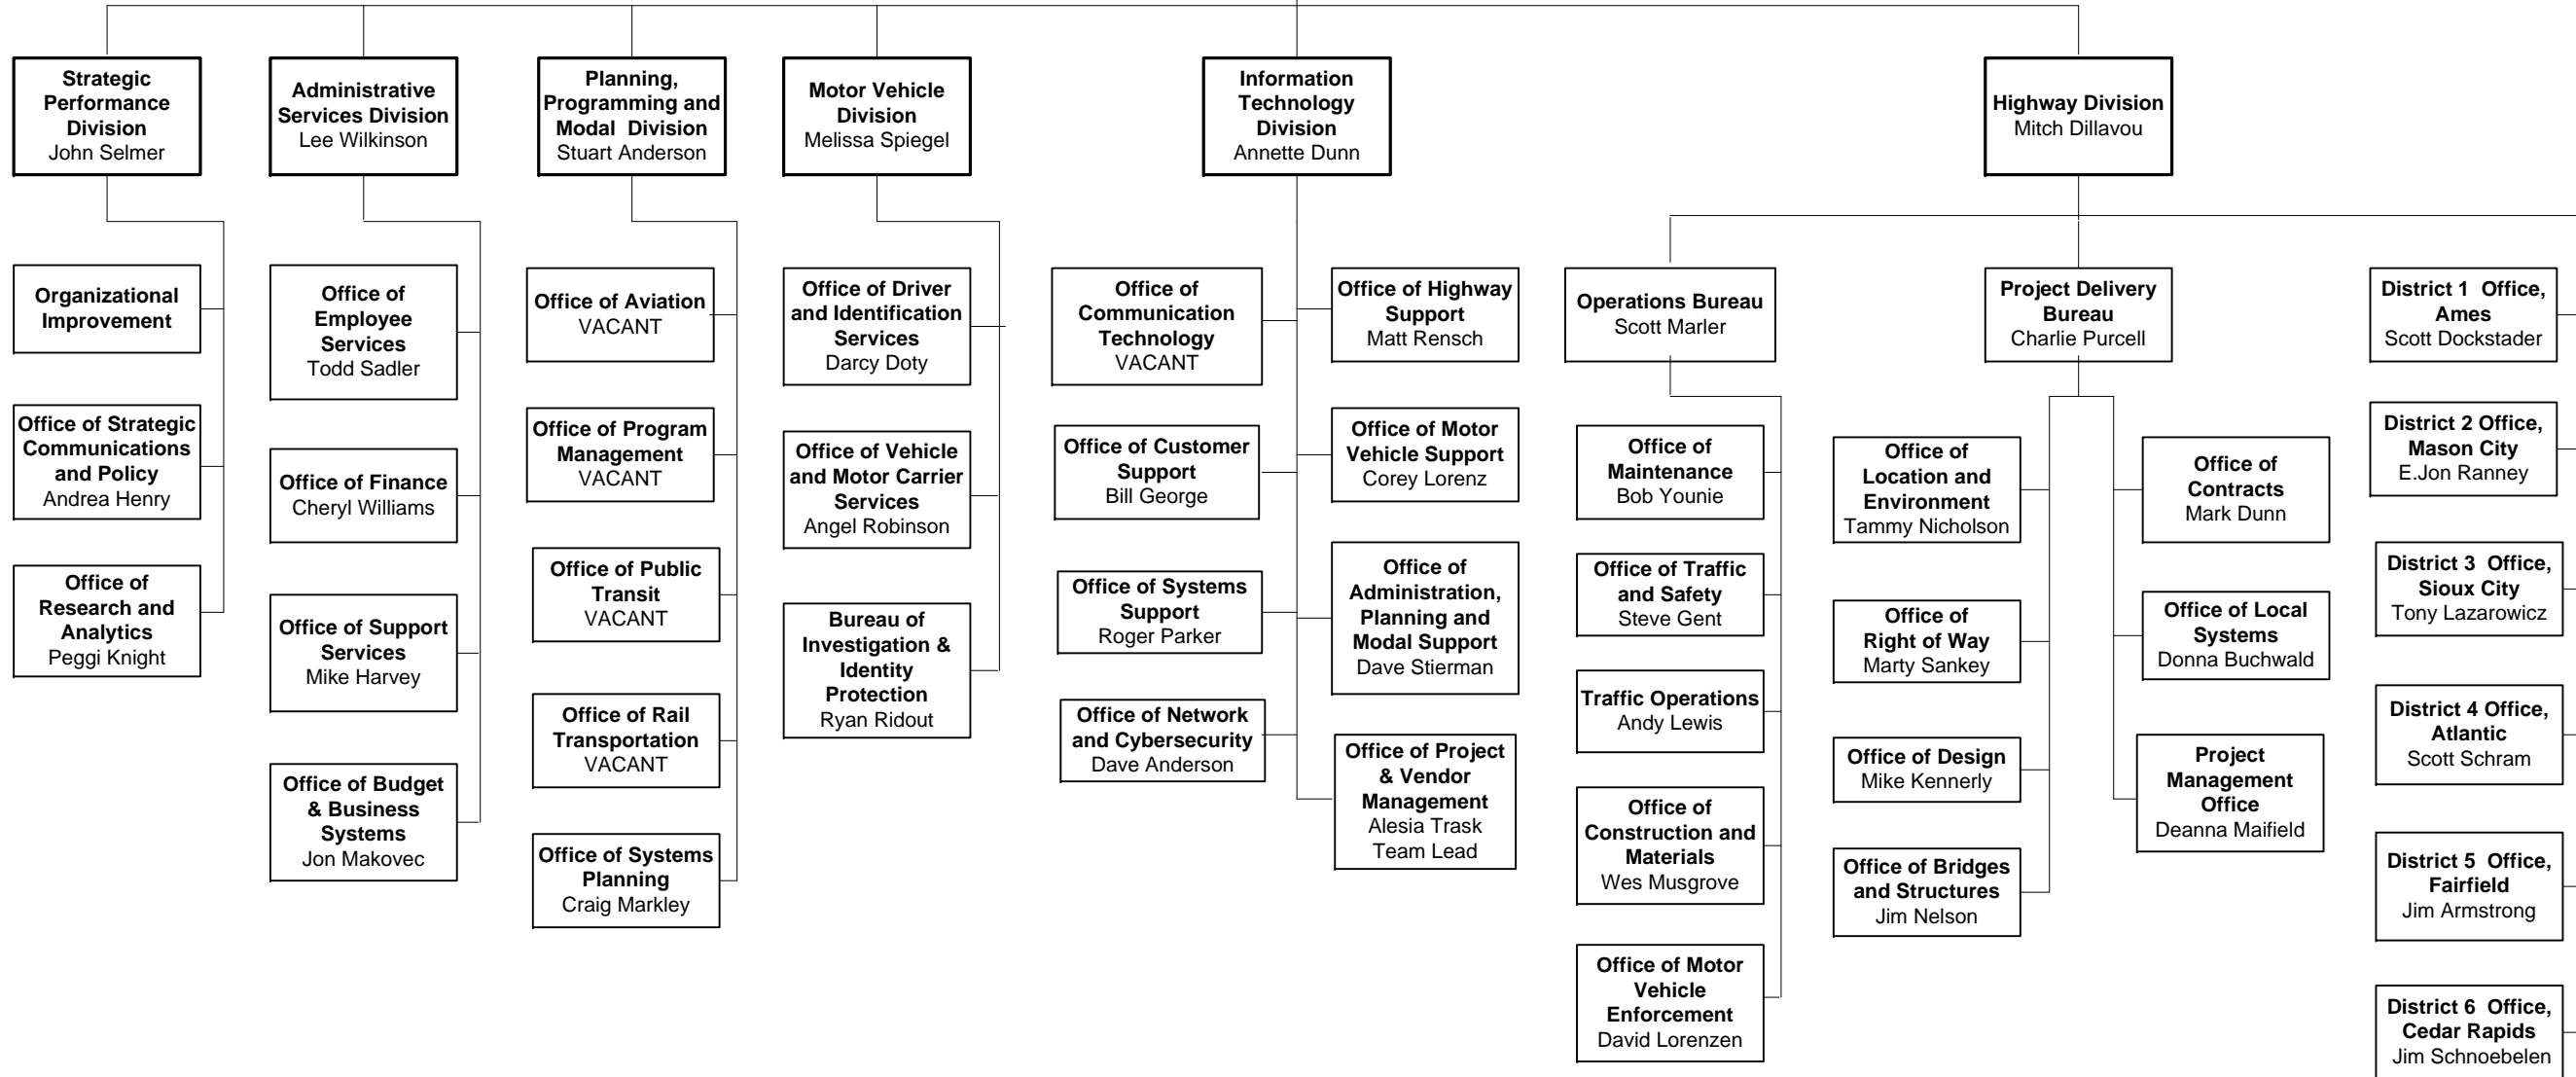 Strategic
Performance
Division
John Selmer
Administrative
Services Division
Lee Wilkinson
Planning,
Programming and
Modal Division
Stuart Anderson
Motor Vehicle
Division
Melissa Spiegel
Information
Technology
Division
Annette Dunn
Highway Division
Mitch Dillavou
Organizational
Improvement
Office of Strategic
Communications
and Policy
Andrea Henry
Office of
Research and
Analytics
Peggi Knight
Office of
Employee
Services
Todd Sadler
Office of Finance
Cheryl Williams
Office of Support
Services
Mike Harvey
Office of Budget
& Business
Systems
Jon Makovec
Office of Aviation
VACANT
Office of Program
Management
VACANT
Office of Public
Transit
VACANT
Office of Rail
Transportation
VACANT
Office of Systems
Planning
Craig Markley
Office of Driver
and Identification
Services
Darcy Doty
Office of Vehicle
and Motor Carrier
Services
Angel Robinson
Bureau of
Investigation &
Identity
Protection
Ryan Ridout
Office of
Communication
Technology
VACANT
Office of Customer
Support
Bill George
Office of Systems
Support
Roger Parker
Office of Network
and Cybersecurity
Dave Anderson
Office of Highway
Support
Matt Rensch
Office of Motor
Vehicle Support
Corey Lorenz
Office of
Administration,
Planning and
Modal Support
Dave Stierman
Office of Project
& Vendor
Management
Alesia Trask
Team Lead
Operations Bureau
Scott Marler
Office of
Maintenance
Bob Younie
Office of Traffic
and Safety
Steve Gent
Traffic Operations
Andy Lewis
Office of
Construction and
Materials
Wes Musgrove
Office of Motor
Vehicle
Enforcement
David Lorenzen
Project Delivery
Bureau
Charlie Purcell
Office of
Location and
Environment
Tammy Nicholson
Office of
Right of Way
Marty Sankey
Office of Design
Mike Kennerly
Office of Bridges
and Structures
Jim Nelson
Office of
Contracts
Mark Dunn
Office of Local
Systems
Donna Buchwald
Project
Management
Office
Deanna Maifield
District 1 Office,
Ames
Scott Dockstader
District 2 Office,
Mason City
E.Jon Ranney
District 3 Office,
Sioux City
Tony Lazarowicz
District 4 Office,
Atlantic
Scott Schram
District 5 Office,
Fairfield
Jim Armstrong
District 6 Office,
Cedar Rapids
Jim Schnoebelen